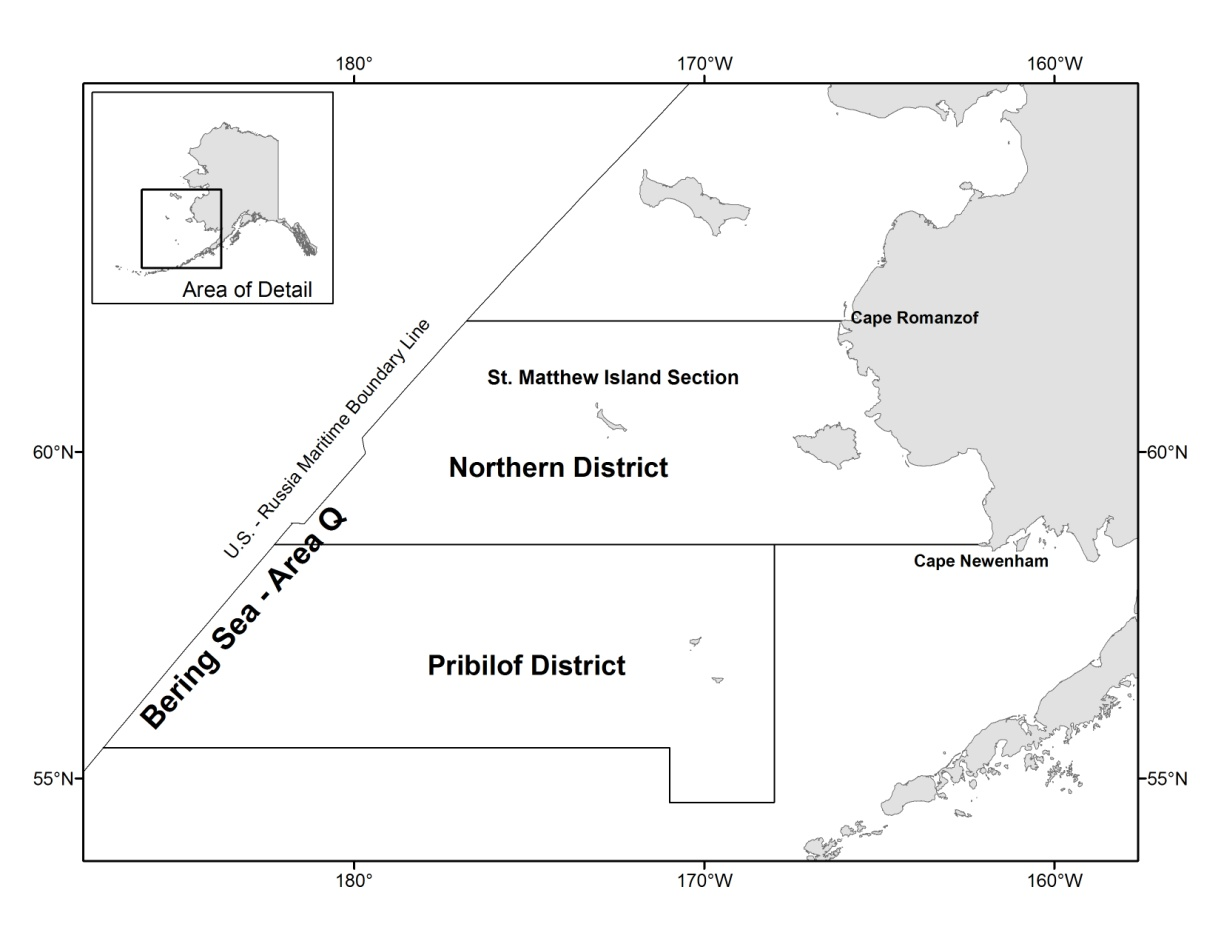 180°
170°W
160°W
Area of Detail
Cape Romanzof
U.S. - Russia Maritime Boundary Line
St. Matthew Island Section
60°N
60°N
Northern District
Bering Sea - Area Q
Cape Newenham
Pribilof District
55°N
55°N
180°
170°W
160°W